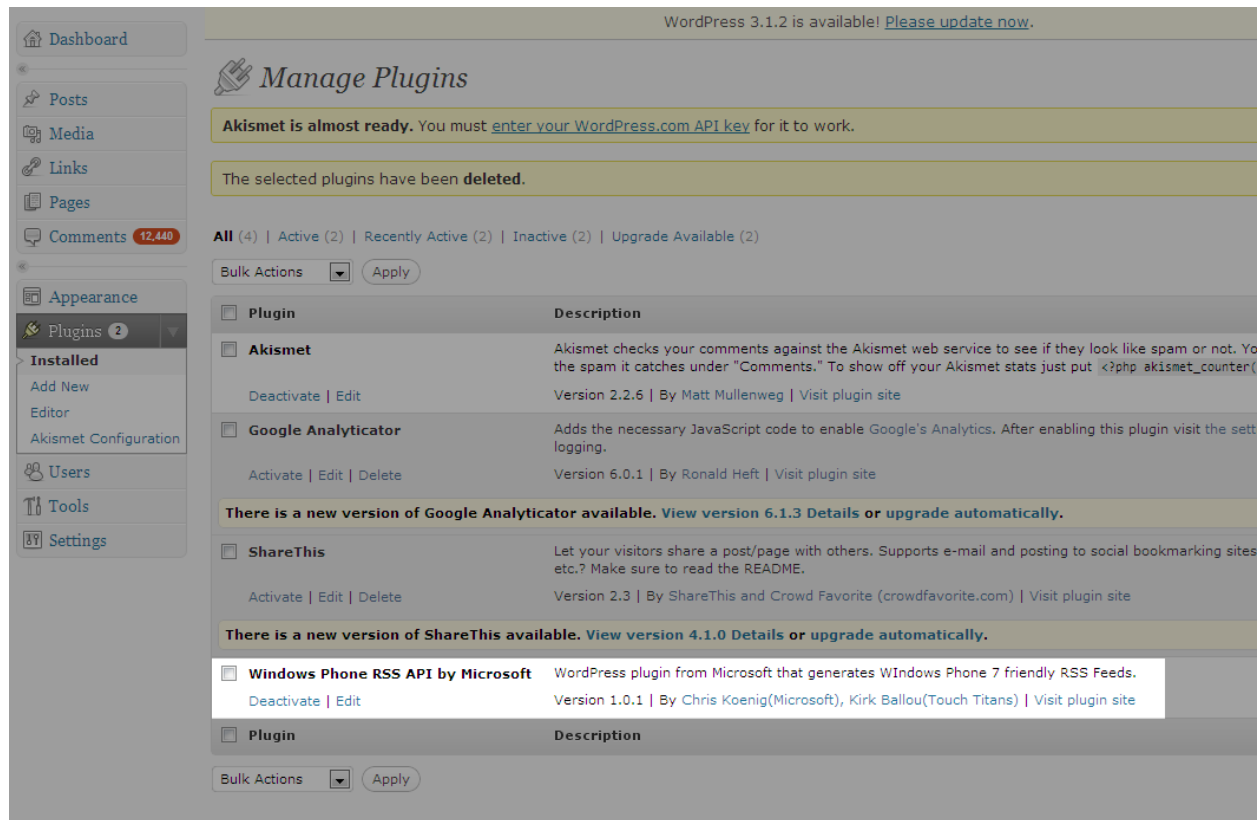 WordPress 3.1.2 is available! Please update now.
Dashboard
Posts
Media
Links
Pages
Comments 12,440
Appearance
Plugins 2
Installed
Add New
Editor
Akismet Configuration
Users
Tools
Settings
Manage Plugins
Akismet is almost ready. You must enter your WordPress.com API key for it to work.
The selected plugins have been deleted.
All (4) | Active (2) | Recently Active (2) | Inactive (2) | Upgrade Available (2)
Bulk Actions Apply
Plugin Description
Akismet Akismet checks your comments against the Akismet web service to see if they look like spam or not. Yo
the spam it catches under "Comments." To show off your Akismet stats just put <?php akismet_counter(
Deactivate | Edit Version 2.2.6 | By Matt Mullenweg | Visit plugin site
Google Analyticator Adds the necessary JavaScript code to enable Google's Analytics. After enabling this plugin visit the sett
logging.
Activate | Edit | Delete Version 6.0.1 | By Ronald Heft | Visit plugin site
There is a new version of Google Analyticator available. View version 6.1.3 Details or upgrade automatically.
ShareThis Let your visitors share a post/page with others. Supports e-mail and posting to social bookmarking sites
etc.? Make sure to read the README.
Activate | Edit | Delete Version 2.3 | By ShareThis and Crowd Favorite (crowdfavorite.com) | Visit plugin site
There is a new version of ShareThis available. View version 4.1.0 Details or upgrade automatically.
Windows Phone RSS API by Microsoft WordPress plugin from Microsoft that generates WIndows Phone 7 friendly RSS Feeds.
Deactivate | Edit Version 1.0.1 | By Chris Koenig(Microsoft), Kirk Ballou(Touch Titans) | Visit plugin site
Plugin Description
Bulk Actions Apply